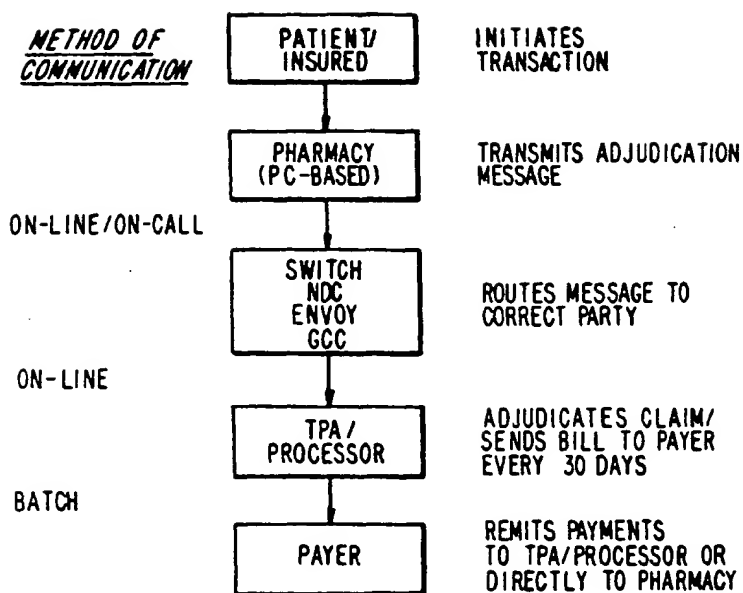 METHOD OF
COMMUNICATION
PATIENT/
INSURED
INITIATES
TRANSACTION
PHARMACY
(PC-BASED)
TRANSMITS ADJUDICATION
MESSAGE
ON-LINE/ON-CALL
SWITCH
NDC
ENVOY
GCC
ROUTES MESSAGE TO
CORRECT PARTY
ON-LINE
TPA/
PROCESSOR
ADJUDICATES CLAIM/
SENDS BILL TO PAYER
EVERY 30 DAYS
BATCH
PAYER
REMITS PAYMENTS
TO TPA/PROCESSOR OR
DIRECTLY TO PHARMACY